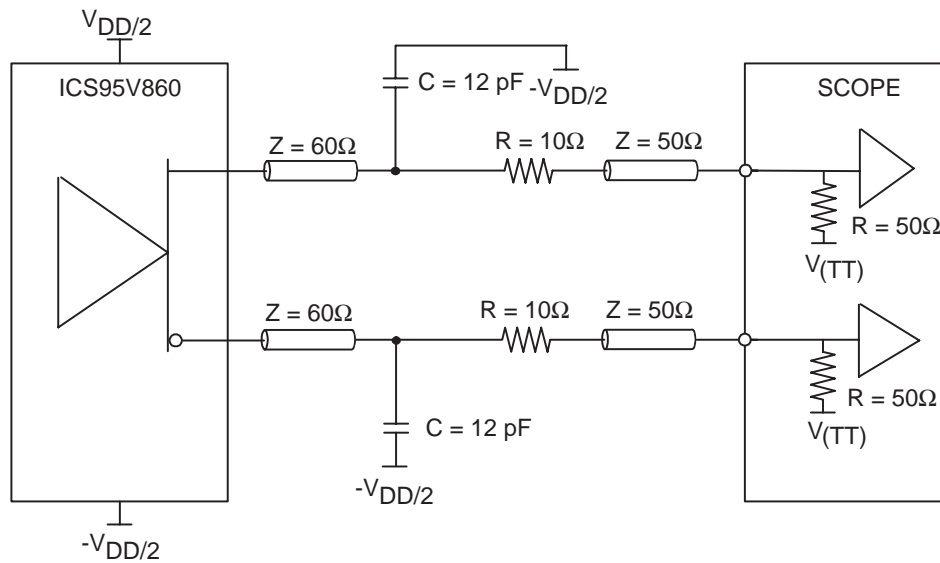 VDD/2
ICS95V860
C = 12 pF
-VDD/2
SCOPE
Z = 60Ω
R = 10Ω
Z = 50Ω
R = 50Ω
V(TT)
Z = 60Ω
R = 10Ω
Z = 50Ω
R = 50Ω
V(TT)
C = 12 pF
-VDD/2
-VDD/2